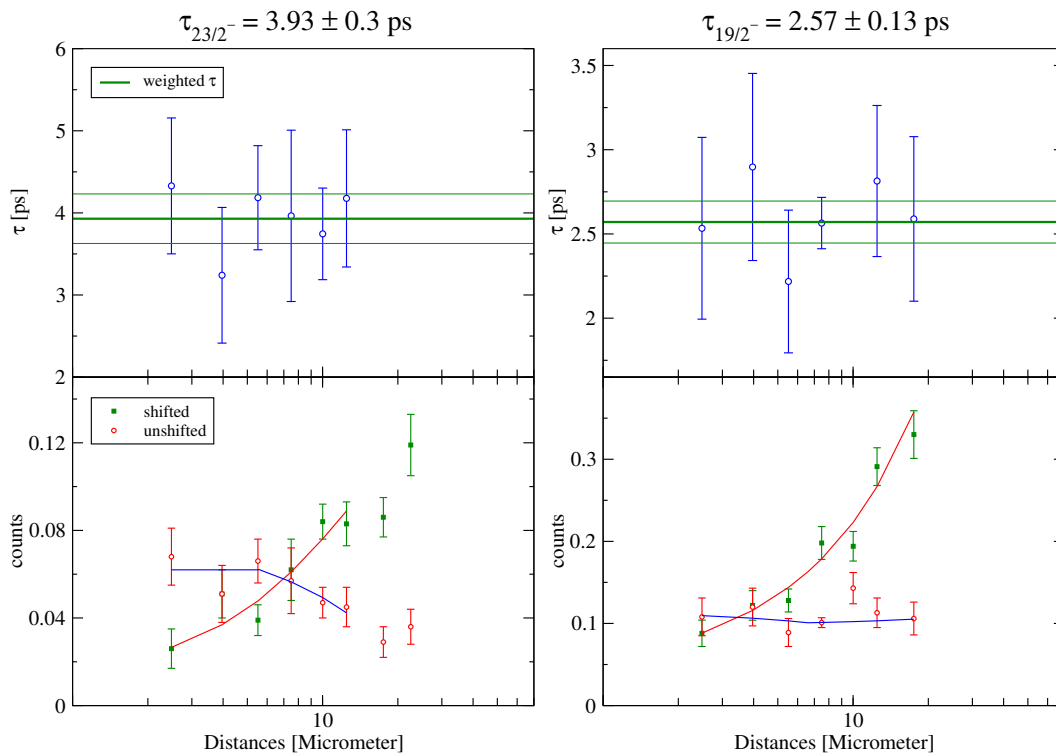 τ23/2⁻ = 3.93 ± 0.3 ps
τ19/2⁻ = 2.57 ± 0.13 ps
6
5
4
3
2
τ [ps]
weighted τ
3.5
3
2.5
2
τ [ps]
0.12
0.08
0.04
0
counts
shifted
unshifted
10
Distances [Micrometer]
0.3
0.2
0.1
0
counts
10
Distances [Micrometer]